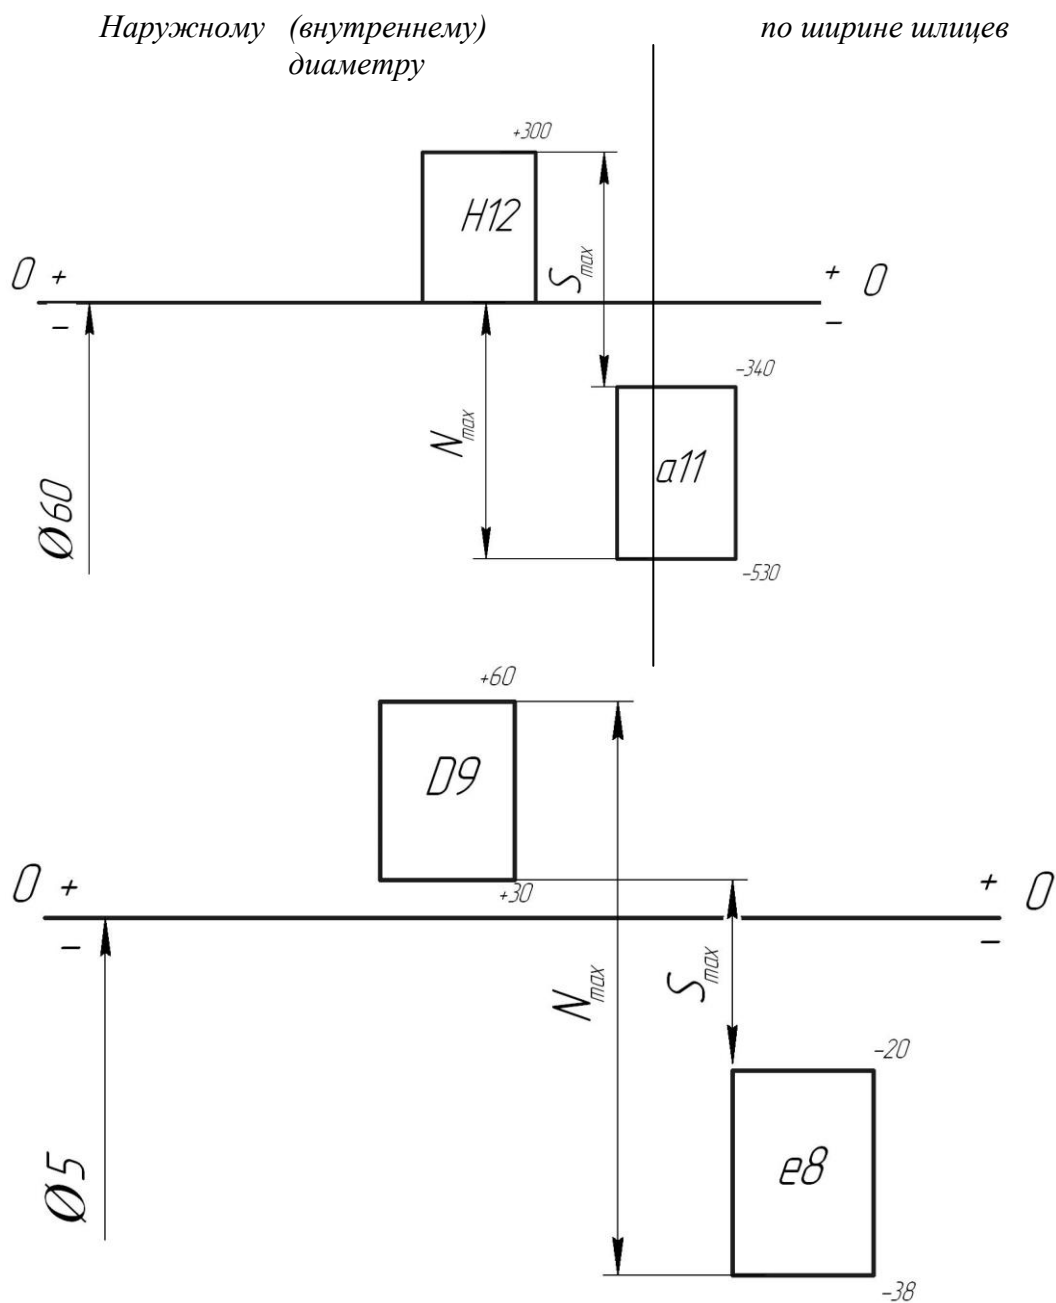 Наружному (внутреннему) по ширине шлицев
диаметру
+300
H12
S max
0 +
+ 0
–
–
-340
N max
a11
Ø60
-530
+60
D9
0 +
+30
+ 0
–
–
N max
S max
-20
e8
Ø5
-38